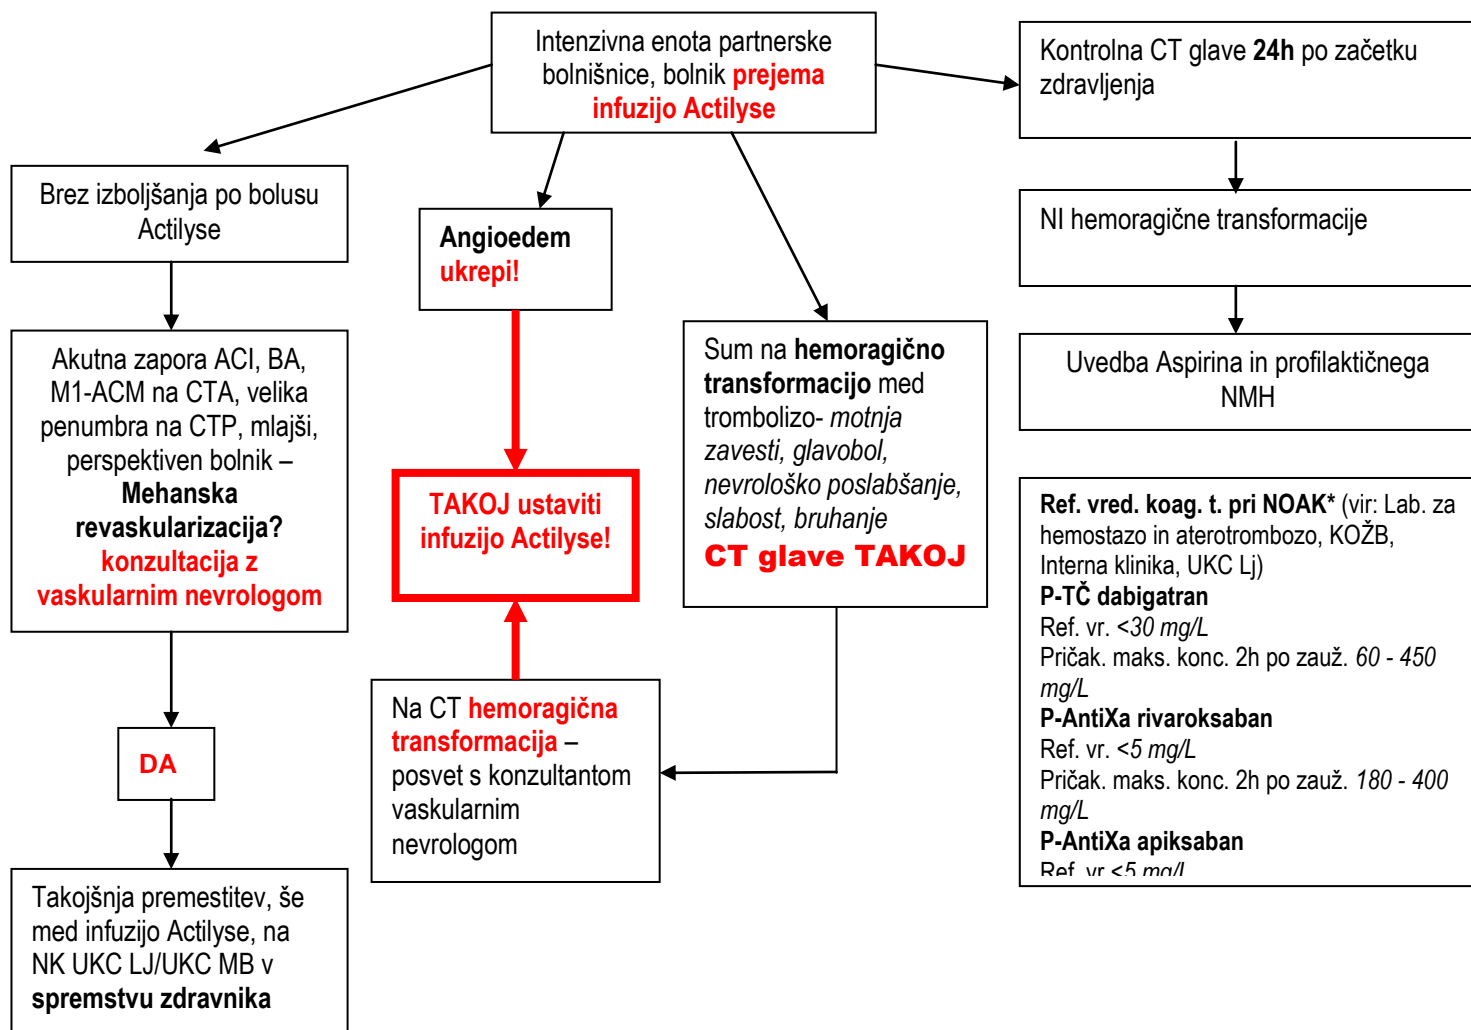 Intenzivna enota partnerske
bolnišnice, bolnik prejema
infuzijo Actilyse
Kontrolna CT glave 24h po začetku
zdravljenja
Brez izboljšanja po bolusu
Actilyse
Angioedem
ukrepi!
NI hemoragične transformacije
Akutna zapora ACI, BA,
M1-ACM na CTA, velika
penumbra na CTP, mlajši,
perspektiven bolnik –
Mehanska
revaskularizacija?
konzultacija z
vaskularnim nevrologom
Sum na hemoragično
transformacijo med
trombolizo- motnja
zavesti, glavobol,
nevrološko poslabšanje,
slabost, bruhanje
CT glave TAKOJ
Uvedba Aspirina in profilaktičnega
NMH
TAKOJ ustaviti
infuzijo Actilyse!
Ref. vred. koag. t. pri NOAK* (vir: Lab. za
hemostazo in aterotrombozo, KOŽB,
Interna klinika, UKC Lj)
P-TČ dabigatran
Ref. vr. <30 mg/L
Pričak. maks. konc. 2h po zauž. 60 - 450
mg/L
P-AntiXa rivaroksaban
Ref. vr. <5 mg/L
Pričak. maks. konc. 2h po zauž. 180 - 400
mg/L
P-AntiXa apiksaban
Ref. vr <5 mg/L
Na CT hemoragična
transformacija –
posvet s konzultantom
vaskularnim
nevrologom
DA
Takojšnja premestitev, še
med infuzijo Actilyse, na
NK UKC LJ/UKC MB v
spremstvu zdravnika